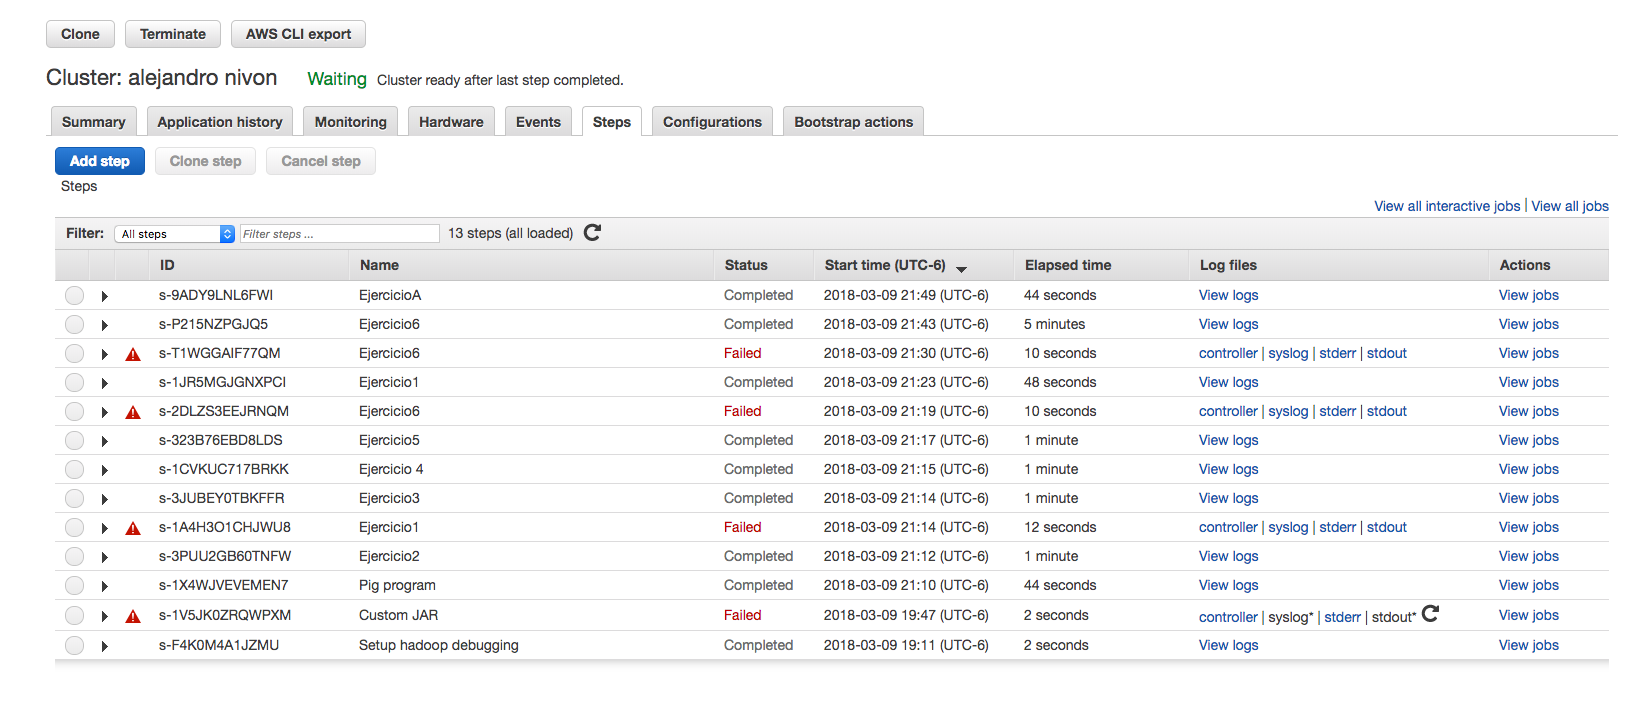 Clone Terminate AWS CLI export
Cluster: alejandro nivon Waiting Cluster ready after last step completed.
Summary Application history Monitoring Hardware Events Steps Configurations Bootstrap actions
Add step Clone step Cancel step
Steps
View all interactive jobs | View all jobs
Filter: All steps Filter steps ... 13 steps (all loaded)
ID Name Status Start time (UTC-6) Elapsed time Log files Actions
s-9ADY9LNL6FWI EjercicioA Completed 2018-03-09 21:49 (UTC-6) 44 seconds View logs View jobs
s-P215NZPGJQ5 Ejercicio6 Completed 2018-03-09 21:43 (UTC-6) 5 minutes View logs View jobs
s-T1WGGAIF77QM Ejercicio6 Failed 2018-03-09 21:30 (UTC-6) 10 seconds controller | syslog | stderr | stdout View jobs
s-1JR5MGJGNXPCI Ejercicio1 Completed 2018-03-09 21:23 (UTC-6) 48 seconds View logs View jobs
s-2DLZS3EEJRNQM Ejercicio6 Failed 2018-03-09 21:19 (UTC-6) 10 seconds controller | syslog | stderr | stdout View jobs
s-323B76EBD8LDS Ejercicio5 Completed 2018-03-09 21:17 (UTC-6) 1 minute View logs View jobs
s-1CVKUC717BRKK Ejercicio 4 Completed 2018-03-09 21:15 (UTC-6) 1 minute View logs View jobs
s-3JUBEY0TBKFFR Ejercicio3 Completed 2018-03-09 21:14 (UTC-6) 1 minute View logs View jobs
s-1A4H3O1CHJWU8 Ejercicio1 Failed 2018-03-09 21:14 (UTC-6) 12 seconds controller | syslog | stderr | stdout View jobs
s-3PUU2GB60TNFW Ejercicio2 Completed 2018-03-09 21:12 (UTC-6) 1 minute View logs View jobs
s-1X4WJVEVEMEN7 Pig program Completed 2018-03-09 21:10 (UTC-6) 44 seconds View logs View jobs
s-1V5JK0ZRQWPXM Custom JAR Failed 2018-03-09 19:47 (UTC-6) 2 seconds controller | syslog* | stderr | stdout* View jobs
s-F4K0M4A1JZMU Setup hadoop debugging Completed 2018-03-09 19:11 (UTC-6) 2 seconds View logs View jobs